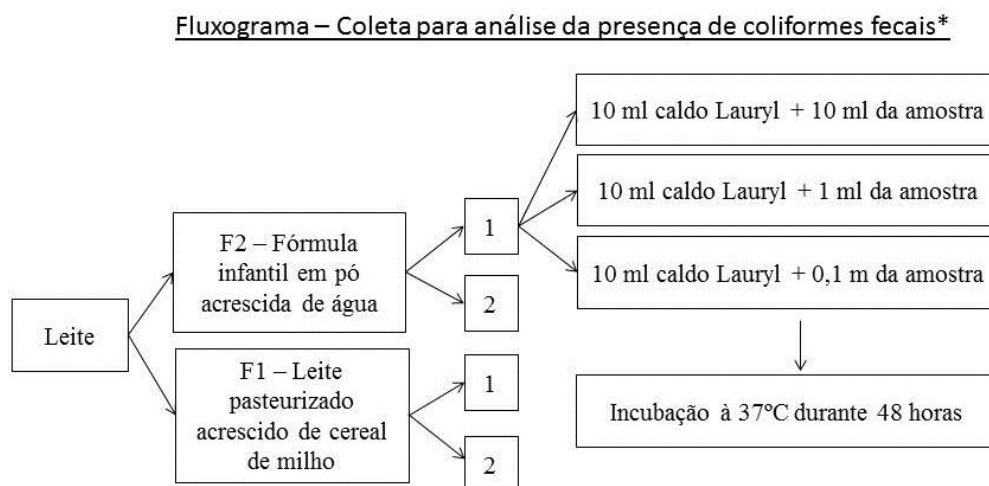 Fluxograma – Coleta para análise da presença de coliformes fecais*
Leite
F2 – Fórmula
infantil em pó
acrescida de água
F1 – Leite
pasteurizado
acrescido de cereal
de milho
1
2
1
2
10 ml caldo Lauryl + 10 ml da amostra
10 ml caldo Lauryl + 1 ml da amostra
10 ml caldo Lauryl + 0,1 m da amostra
Incubação à 37°C durante 48 horas